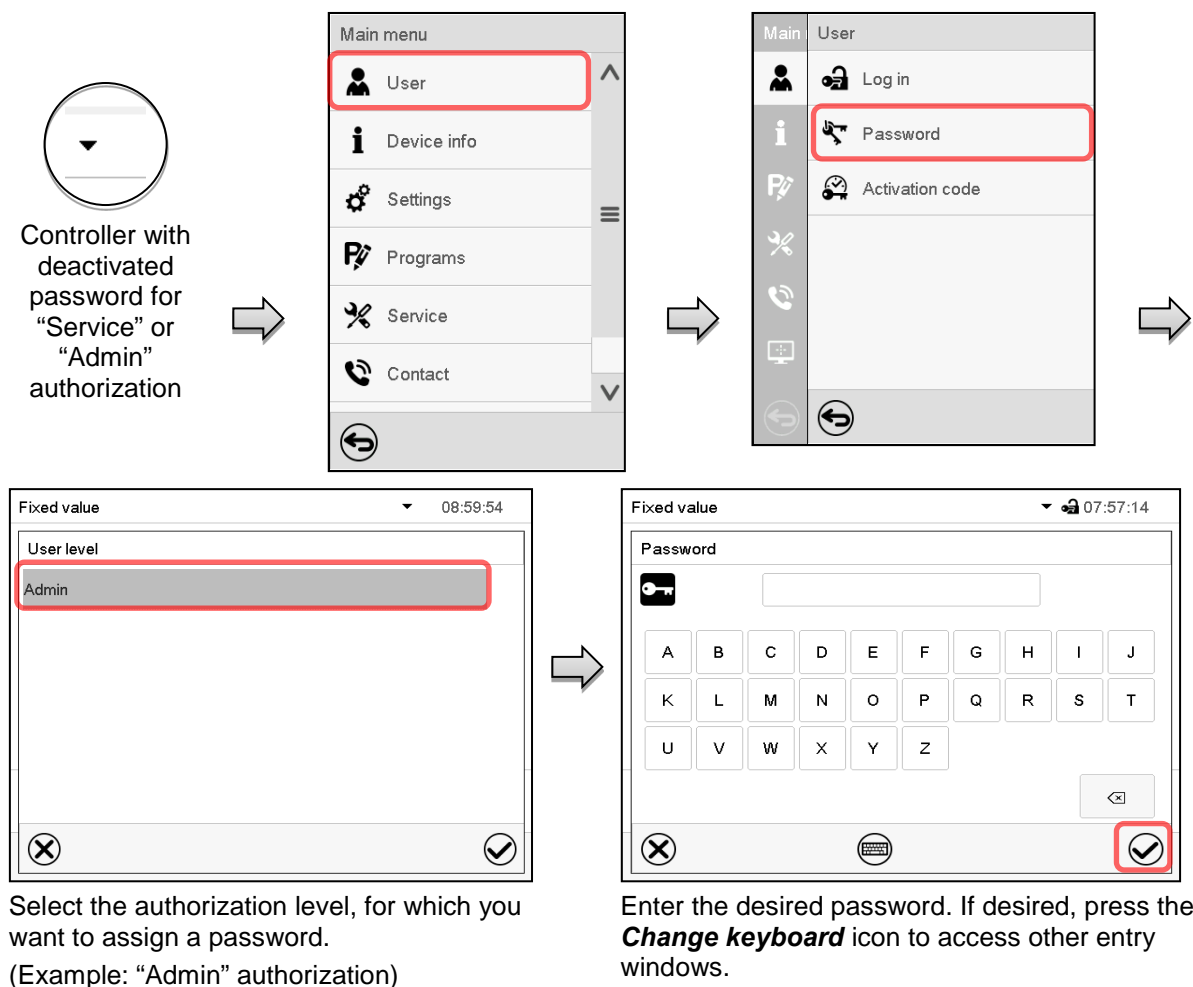 Controller with
deactivated
password for
“Service” or
“Admin”
authorization
Main menu
User
Device info
Settings
Programs
Service
Contact
Main
User
Log in
Password
Activation code
Fixed value 08:59:54
User level
Admin
Select the authorization level, for which you
want to assign a password.
(Example: “Admin” authorization)
Fixed value 07:57:14
Password
A B C D E F G H I J
K L M N O P Q R S T
U V W X Y Z
Enter the desired password. If desired, press the
Change keyboard icon to access other entry
windows.